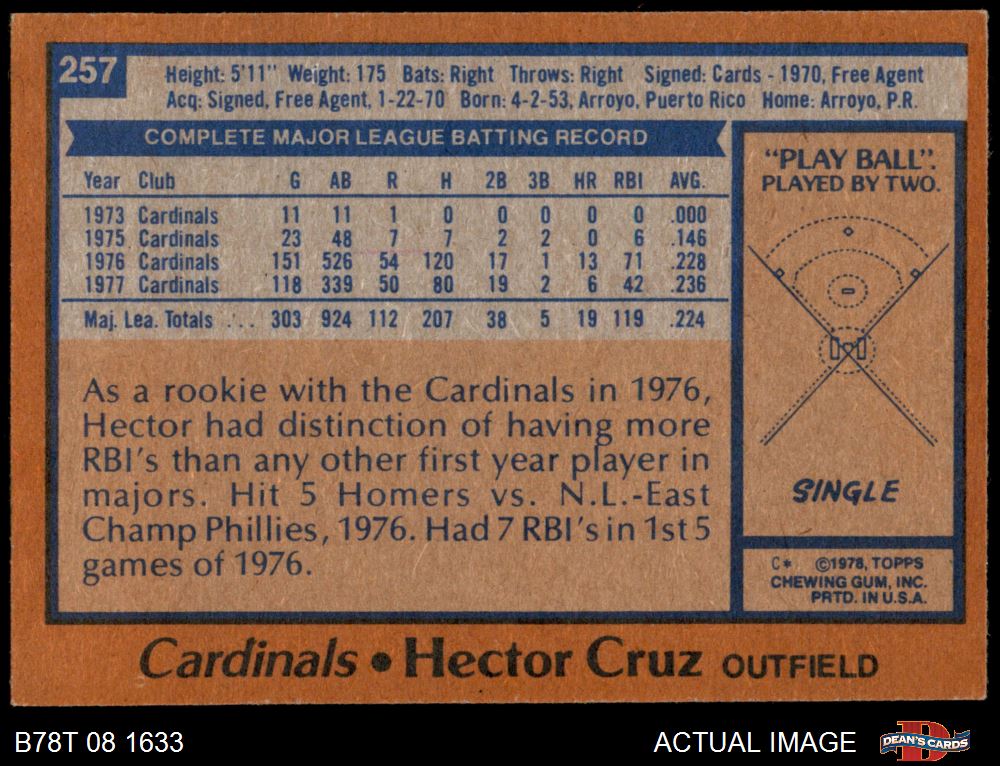 257
Height: 5'11" Weight: 175 Bats: Right Throws: Right Signed: Cards - 1970, Free Agent
Acq: Signed, Free Agent, 1-22-70 Born: 4-2-53, Arroyo, Puerto Rico Home: Arroyo, P.R.
COMPLETE MAJOR LEAGUE BATTING RECORD
Year Club G AB R H 2B 3B HR RBI AVG.
1973 Cardinals 11 11 1 0 0 0 0 0 .000
1975 Cardinals 23 48 7 7 2 2 0 6 .146
1976 Cardinals 151 526 54 120 17 1 13 71 .228
1977 Cardinals 118 339 50 80 19 2 6 42 .236
Maj. Lea. Totals ... 303 924 112 207 38 5 19 119 .224
As a rookie with the Cardinals in 1976,
Hector had distinction of having more
RBI's than any other first year player in
majors. Hit 5 Homers vs. N.L.-East
Champ Phillies, 1976. Had 7 RBI's in 1st 5
games of 1976.
"PLAY BALL".
PLAYED BY TWO.
SINGLE
C* ©1978, TOPPS
CHEWING GUM, INC.
PRTD. IN U.S.A.
Cardinals • Hector Cruz OUTFIELD
B78T 08 1633
ACTUAL IMAGE
DEAN'S CARDS